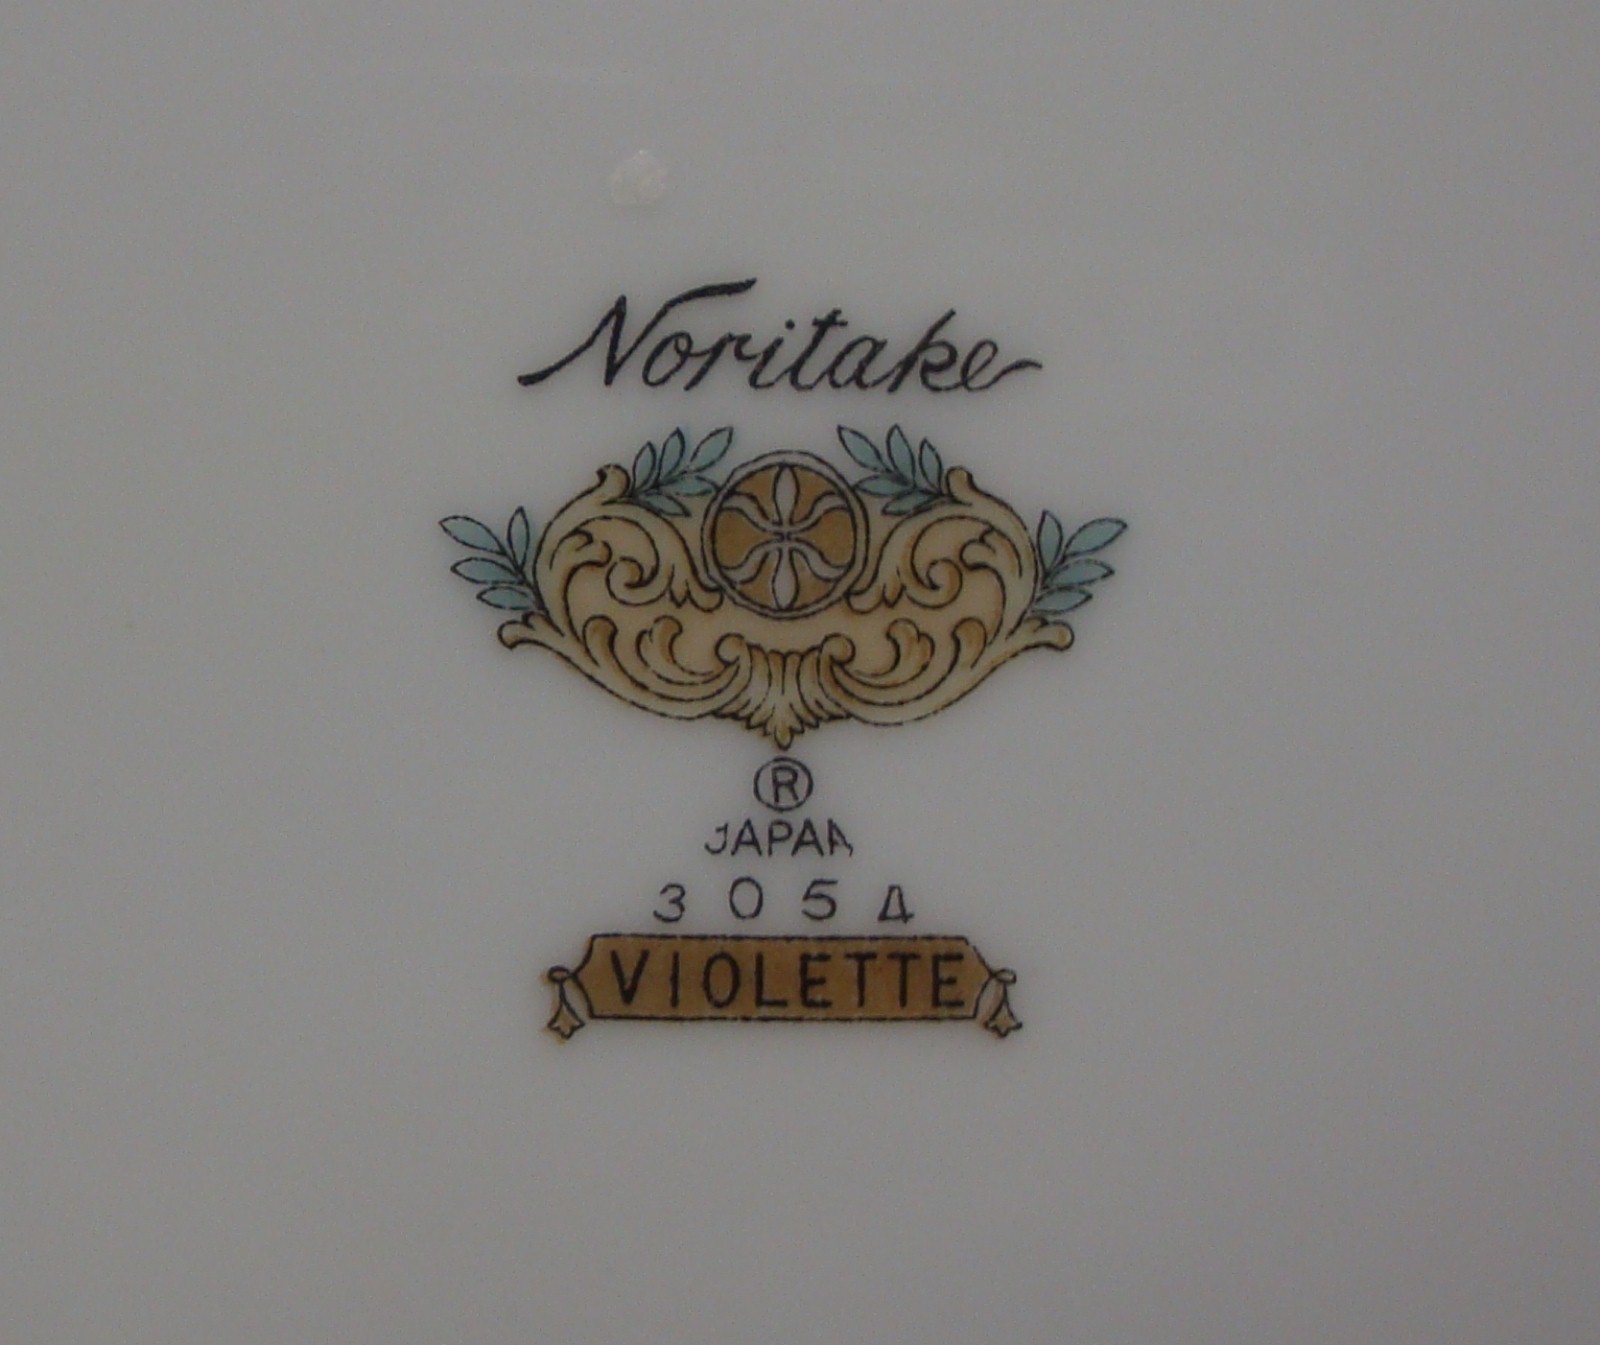 Noritake
®
JAPAN
3054
VIOLETTE